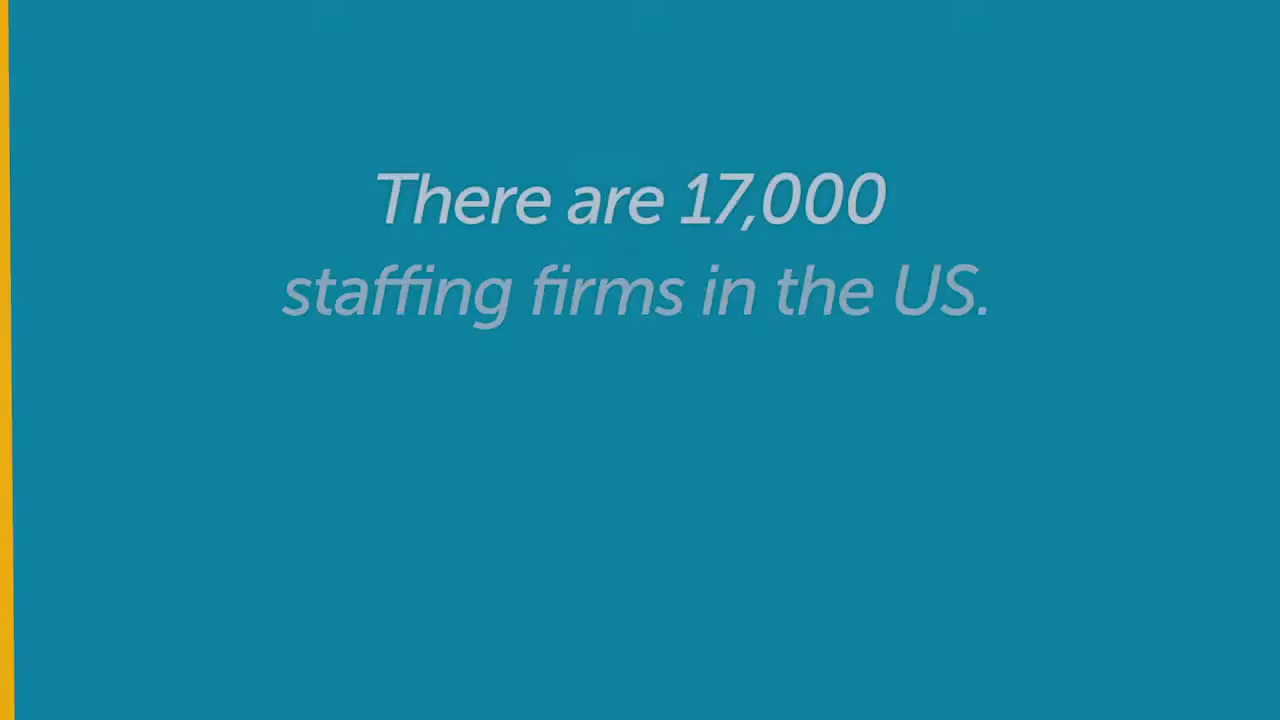 There are 17,000
staffing firms in the US.